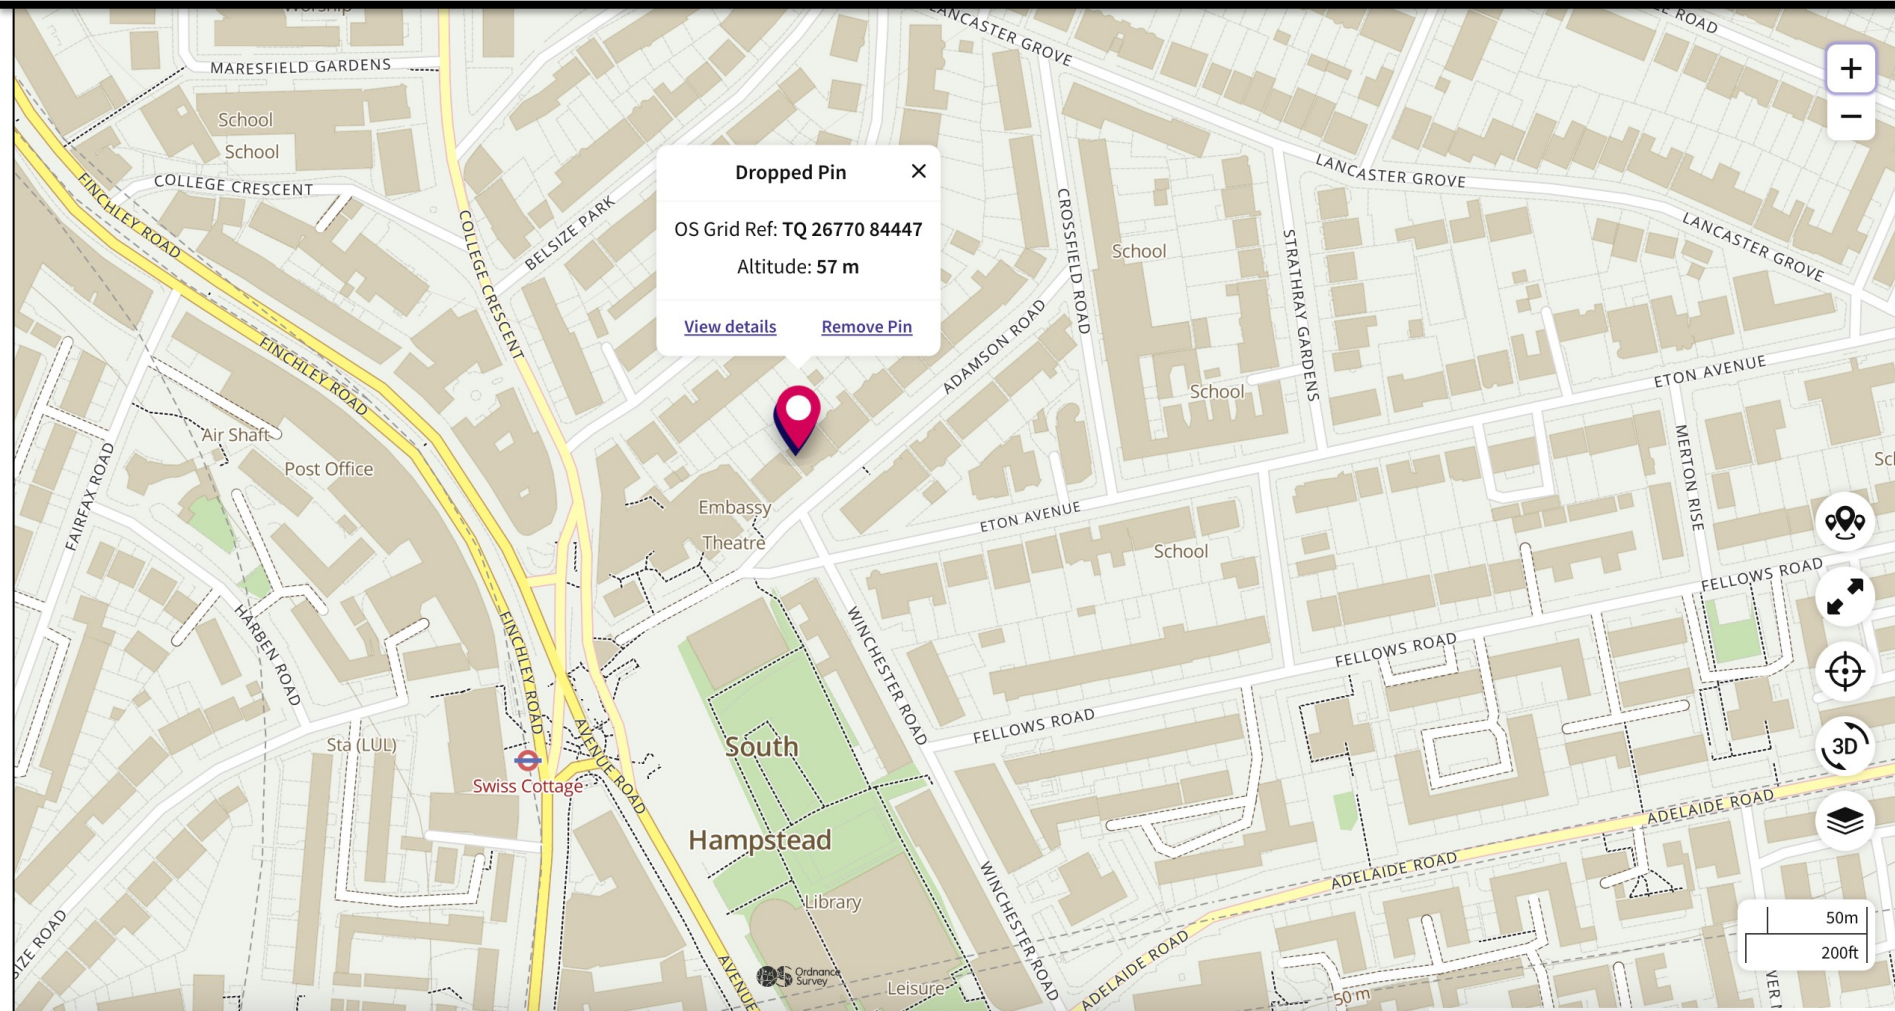 Worship
LANCASTER GROVE
MARESFIELD GARDENS
School
School
COLLEGE CRESCENT
FINCHLEY ROAD
COLLEGE CRESCENT
BELSIZE PARK
Dropped Pin
OS Grid Ref: TQ 26770 84447
Altitude: 57 m
View details
Remove Pin
CROSSFIELD ROAD
School
STRATHRAY GARDENS
LANCASTER GROVE
LANCASTER GROVE
FINCHLEY ROAD
ADAMSON ROAD
School
ETON AVENUE
Air Shaft
Post Office
FAIRFAX ROAD
Embassy
Theatre
ETON AVENUE
School
MERTON RISE
FELLOWS ROAD
HARBEN ROAD
FINCHLEY ROAD
WINCHESTER ROAD
FELLOWS ROAD
FELLOWS ROAD
Sta (LUL)
Swiss Cottage
AVENUE ROAD
South
Hampstead
3D
ADELAIDE ROAD
ADELAIDE ROAD
Library
WINCHESTER ROAD
ADELAIDE ROAD
AVENUE
Ordnance
Survey
Leisure
50 m
50m
200ft